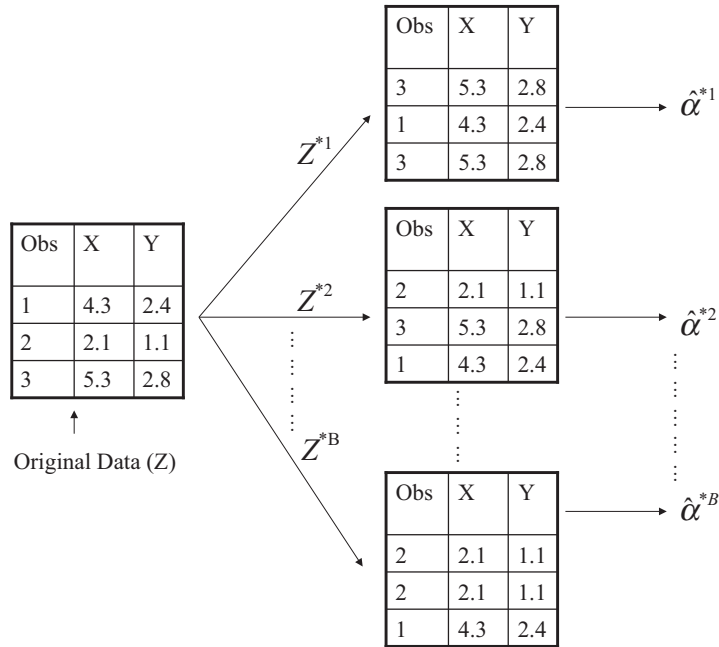 Obs X Y
3 5.3 2.8
1 4.3 2.4
3 5.3 2.8
Z*1
α̂*1
Obs X Y
1 4.3 2.4
2 2.1 1.1
3 5.3 2.8
Original Data (Z)
Z*2
Obs X Y
2 2.1 1.1
3 5.3 2.8
1 4.3 2.4
α̂*2
Z*B
Obs X Y
2 2.1 1.1
2 2.1 1.1
1 4.3 2.4
α̂*B